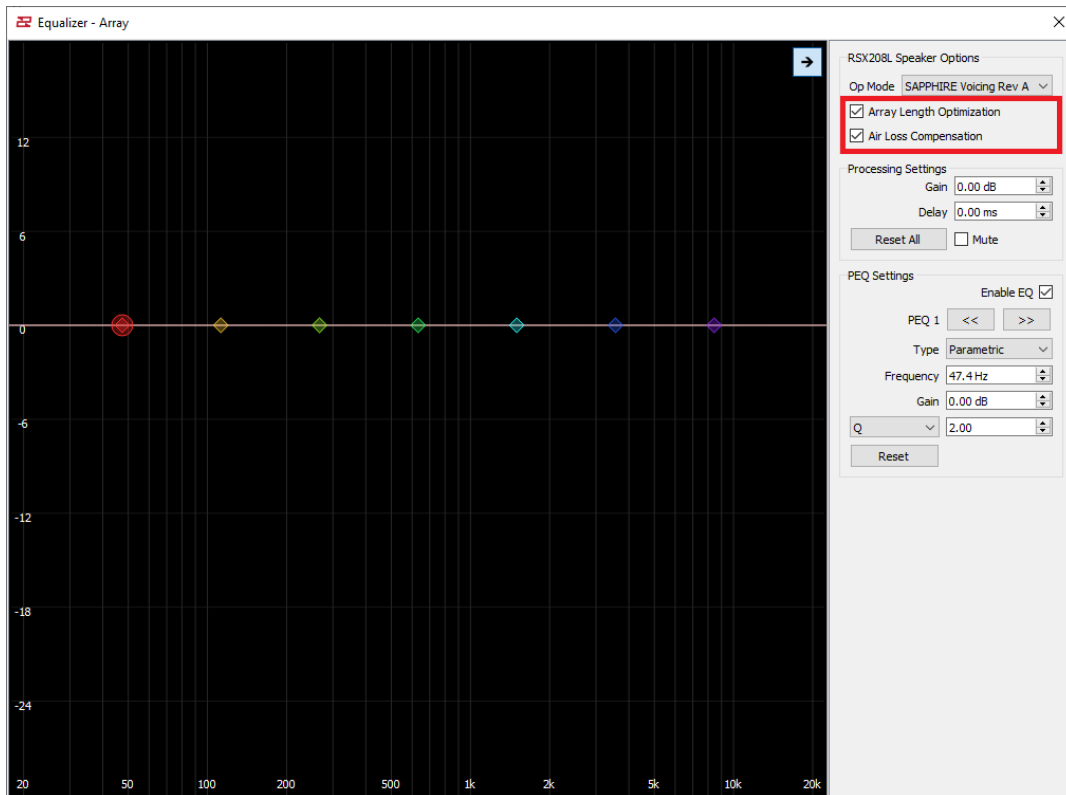 Equalizer - Array
RSX208L Speaker Options
Op Mode SAPPHIRE Voicing Rev A
Array Length Optimization
Air Loss Compensation
Processing Settings
Gain 0.00 dB
Delay 0.00 ms
Reset All Mute
PEQ Settings
Enable EQ
PEQ 1 << >>
Type Parametric
Frequency 47.4 Hz
Gain 0.00 dB
Q 2.00
Reset
12
6
0
-6
-12
-18
-24
20 50 100 200 500 1k 2k 5k 10k 20k